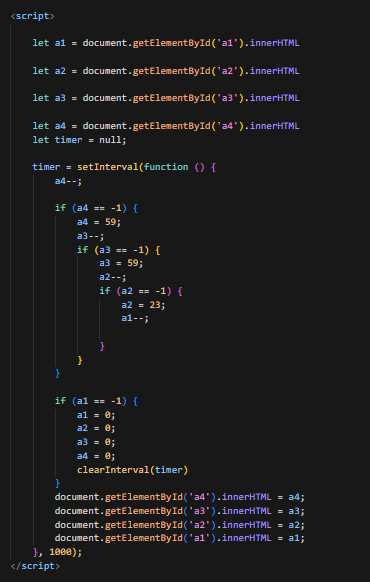 <script>
let a1 = document.getElementById('a1').innerHTML
let a2 = document.getElementById('a2').innerHTML
let a3 = document.getElementById('a3').innerHTML
let a4 = document.getElementById('a4').innerHTML
let timer = null;
timer = setInterval(function () {
a4--;
if (a4 == -1) {
a4 = 59;
a3--;
if (a3 == -1) {
a3 = 59;
a2--;
if (a2 == -1) {
a2 = 23;
a1--;
}
}
}
if (a1 == -1) {
a1 = 0;
a2 = 0;
a3 = 0;
a4 = 0;
clearInterval(timer)
}
document.getElementById('a4').innerHTML = a4;
document.getElementById('a3').innerHTML = a3;
document.getElementById('a2').innerHTML = a2;
document.getElementById('a1').innerHTML = a1;
}, 1000);
</script>